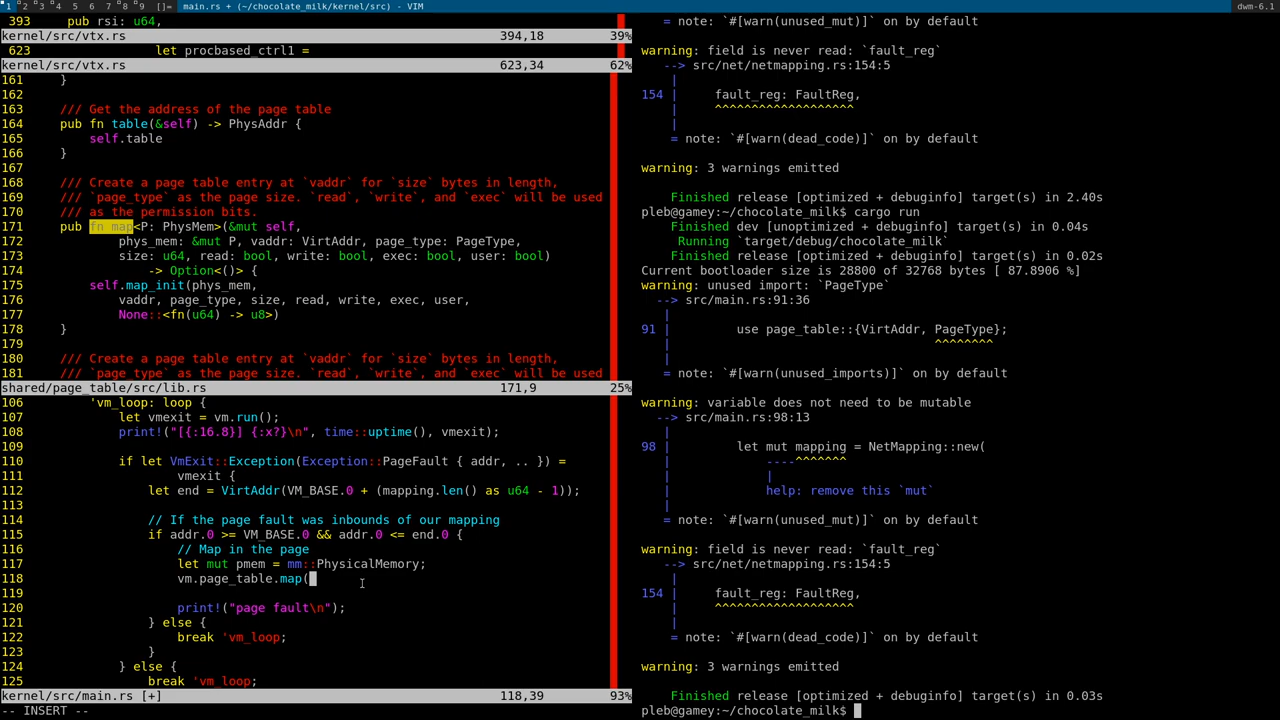 1 2 3 4 5 6 7 8 9 []= main.rs + (~/chocolate_milk/kernel/src) - VIM dwm-6.1
393 pub rsi: u64,
kernel/src/vtx.rs 394,18 39%
623 let procbased_ctrl1 =
kernel/src/vtx.rs 623,34 62%
161 }
162
163 /// Get the address of the page table
164 pub fn table(&self) -> PhysAddr {
165 self.table
166 }
167
168 /// Create a page table entry at `vaddr` for `size` bytes in length,
169 /// `page_type` as the page size. `read`, `write`, and `exec` will be used
170 /// as the permission bits.
171 pub fn map<P: PhysMem>(&mut self,
172 phys_mem: &mut P, vaddr: VirtAddr, page_type: PageType,
173 size: u64, read: bool, write: bool, exec: bool, user: bool)
174 -> Option<()> {
175 self.map_init(phys_mem,
176 vaddr, page_type, size, read, write, exec, user,
177 None::<fn(u64) -> u8>)
178 }
179
180 /// Create a page table entry at `vaddr` for `size` bytes in length,
181 /// `page_type` as the page size. `read`, `write`, and `exec` will be used
shared/page_table/src/lib.rs 171,9 25%
106 'vm_loop: loop {
107 let vmexit = vm.run();
108 print!("[{:16.8}] {:x?}\n", time::uptime(), vmexit);
109
110 if let VmExit::Exception(Exception::PageFault { addr, .. }) =
111 vmexit {
112 let end = VirtAddr(VM_BASE.0 + (mapping.len() as u64 - 1));
113
114 // If the page fault was inbounds of our mapping
115 if addr.0 >= VM_BASE.0 && addr.0 <= end.0 {
116 // Map in the page
117 let mut pmem = mm::PhysicalMemory;
118 vm.page_table.map(
119
120 print!("page fault\n");
121 } else {
122 break 'vm_loop;
123 }
124 } else {
125 break 'vm_loop;
kernel/src/main.rs [+] 118,39 93%
-- INSERT --
= note: `#[warn(unused_mut)]` on by default

warning: field is never read: `fault_reg`
--> src/net/netmapping.rs:154:5
|
154 | fault_reg: FaultReg,
| ^^^^^^^^^^^^^^^^^^^
|
= note: `#[warn(dead_code)]` on by default

warning: 3 warnings emitted

Finished release [optimized + debuginfo] target(s) in 2.40s
pleb@gamey:~/chocolate_milk$ cargo run
Finished dev [unoptimized + debuginfo] target(s) in 0.04s
Running `target/debug/chocolate_milk`
Finished release [optimized + debuginfo] target(s) in 0.02s
Current bootloader size is 28800 of 32768 bytes [ 87.8906 %]
warning: unused import: `PageType`
--> src/main.rs:91:36
|
91 | use page_table::{VirtAddr, PageType};
| ^^^^^^^^
|
= note: `#[warn(unused_imports)]` on by default

warning: variable does not need to be mutable
--> src/main.rs:98:13
|
98 | let mut mapping = NetMapping::new(
| ----^^^^^^^
| |
| help: remove this `mut`
|
= note: `#[warn(unused_mut)]` on by default

warning: field is never read: `fault_reg`
--> src/net/netmapping.rs:154:5
|
154 | fault_reg: FaultReg,
| ^^^^^^^^^^^^^^^^^^^
|
= note: `#[warn(dead_code)]` on by default

warning: 3 warnings emitted

Finished release [optimized + debuginfo] target(s) in 0.03s
pleb@gamey:~/chocolate_milk$